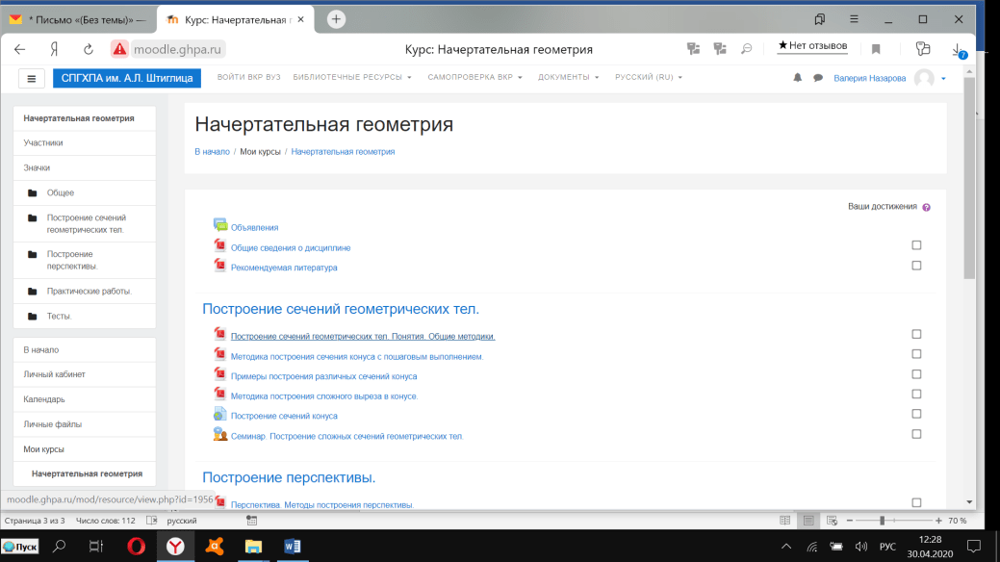 * Письмо «(Без темы)» —
Курс: Начертательная г
moodle.ghpa.ru
Курс: Начертательная геометрия
★ Нет отзывов
7
СПГХПА им. А.Л. Штиглица
ВОЙТИ ВКР ВУЗ
БИБЛИОТЕЧНЫЕ РЕСУРСЫ
САМОПРОВЕРКА ВКР
ДОКУМЕНТЫ
РУССКИЙ (RU)
Валерия Назарова
Начертательная геометрия
Участники
Значки
Общее
Построение сечений
геометрических тел.
Построение
перспективы.
Практические работы.
Тесты.
В начало
Личный кабинет
Календарь
Личные файлы
Мои курсы
Начертательная геометрия
Начертательная геометрия
В начало / Мои курсы / Начертательная геометрия
Ваши достижения ?
Объявления
Общие сведения о дисциплине
Рекомендуемая литература
Построение сечений геометрических тел.
Построение сечений геометрических тел. Понятия. Общие методики.
Методика построения сечения конуса с пошаговым выполнением.
Примеры построения различных сечений конуса
Методика построения сложного выреза в конусе.
Построение сечений конуса
Семинар. Построение сложных сечений геометрических тел.
Построение перспективы.
Перспектива. Методы построения перспективы.
moodle.ghpa.ru/mod/resource/view.php?id=1956
Страница 3 из 3
Число слов: 112
русский
70 %
Пуск
РУС
12:28
30.04.2020